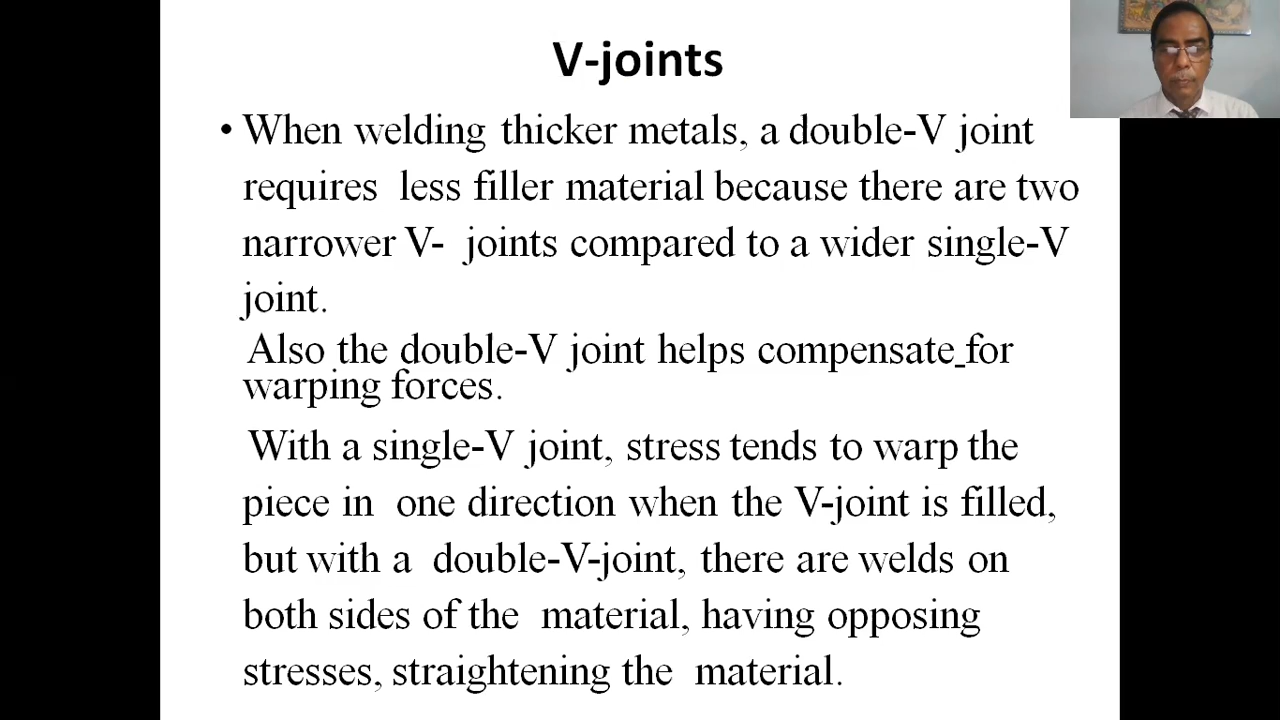 V-joints
• When welding thicker metals, a double-V joint
requires less filler material because there are two
narrower V- joints compared to a wider single-V
joint.
Also the double-V joint helps compensate for
warping forces.
With a single-V joint, stress tends to warp the
piece in one direction when the V-joint is filled,
but with a double-V-joint, there are welds on
both sides of the material, having opposing
stresses, straightening the material.